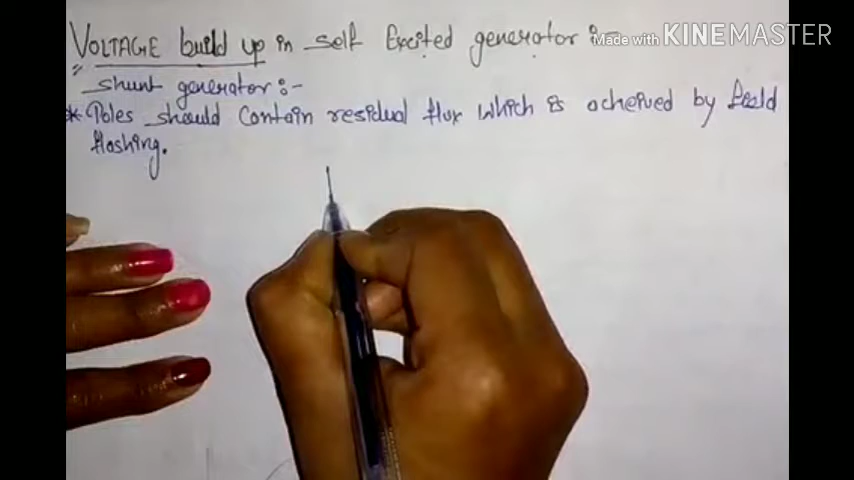 VOLTAGE build up in self Excited generator :-
Made with KINEMASTER
shunt generator :-
* Poles should contain residual flux which is acheived by field
flashing.